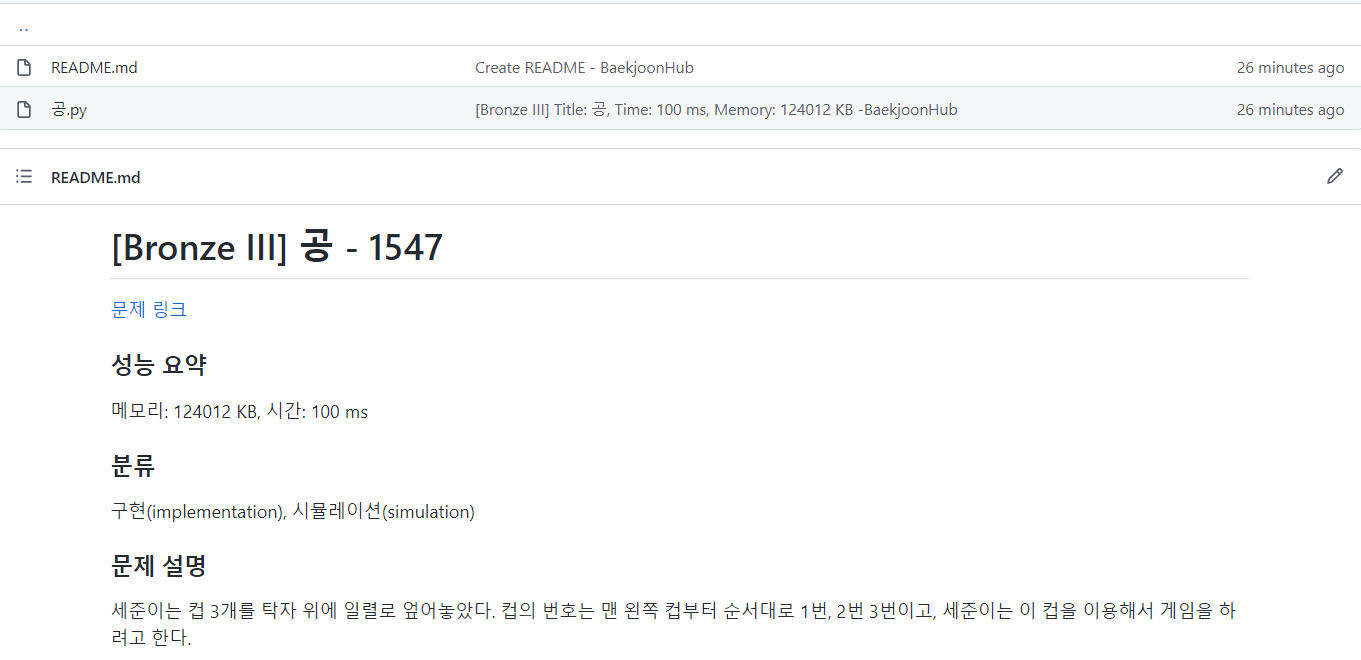 ..
README.md Create README - BaekjoonHub 26 minutes ago
공.py [Bronze III] Title: 공, Time: 100 ms, Memory: 124012 KB -BaekjoonHub 26 minutes ago
README.md
[Bronze III] 공 - 1547
문제 링크
성능 요약
메모리: 124012 KB, 시간: 100 ms
분류
구현(implementation), 시뮬레이션(simulation)
문제 설명
세준이는 컵 3개를 탁자 위에 일렬로 엎어놓았다. 컵의 번호는 맨 왼쪽 컵부터 순서대로 1번, 2번 3번이고, 세준이는 이 컵을 이용해서 게임을 하
려고 한다.